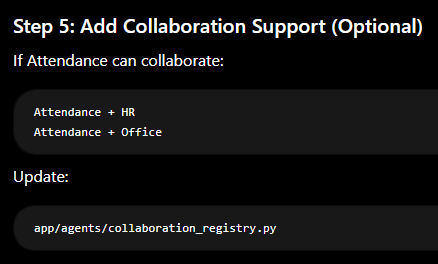 Step 5: Add Collaboration Support (Optional)
If Attendance can collaborate:
Attendance + HR
Attendance + Office
Update:
app/agents/collaboration_registry.py